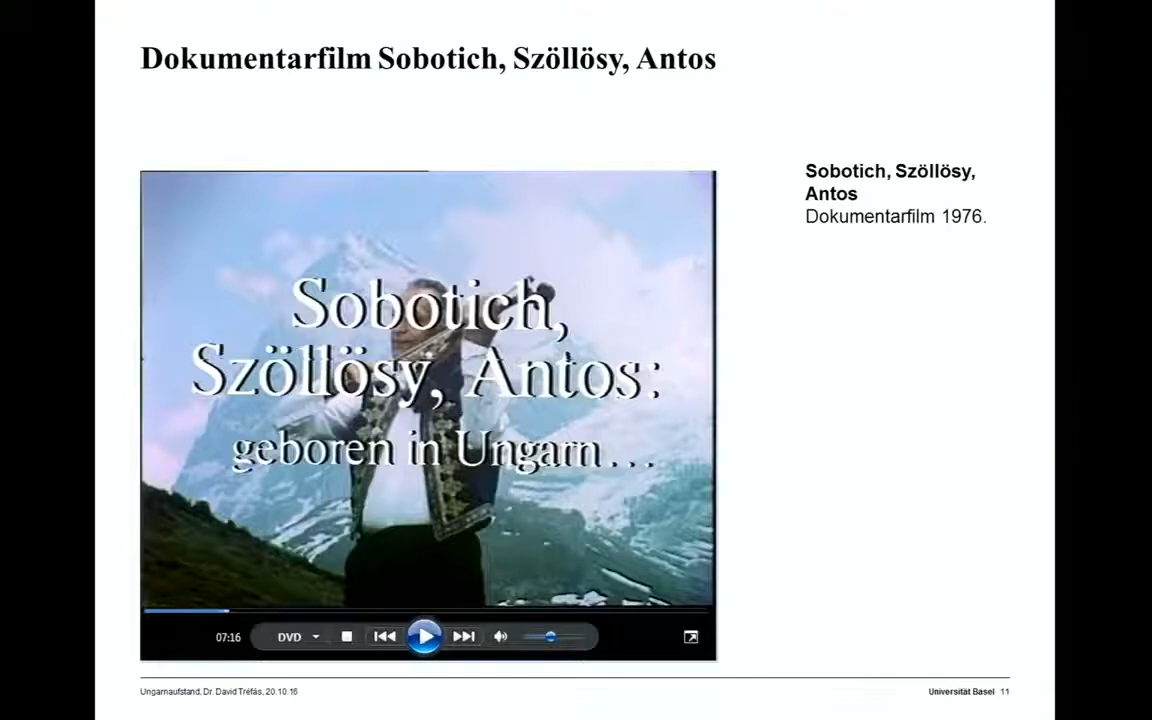 Dokumentarfilm Sobotich, Szöllösy, Antos
Sobotich, Szöllösy,
Antos
Dokumentarfilm 1976.
Sobotich,
Szöllösy, Antos:
geboren in Ungarn...
07:16
DVD
Ungarnaufstand, Dr. David Tréfás, 20.10.16
Universität Basel 11